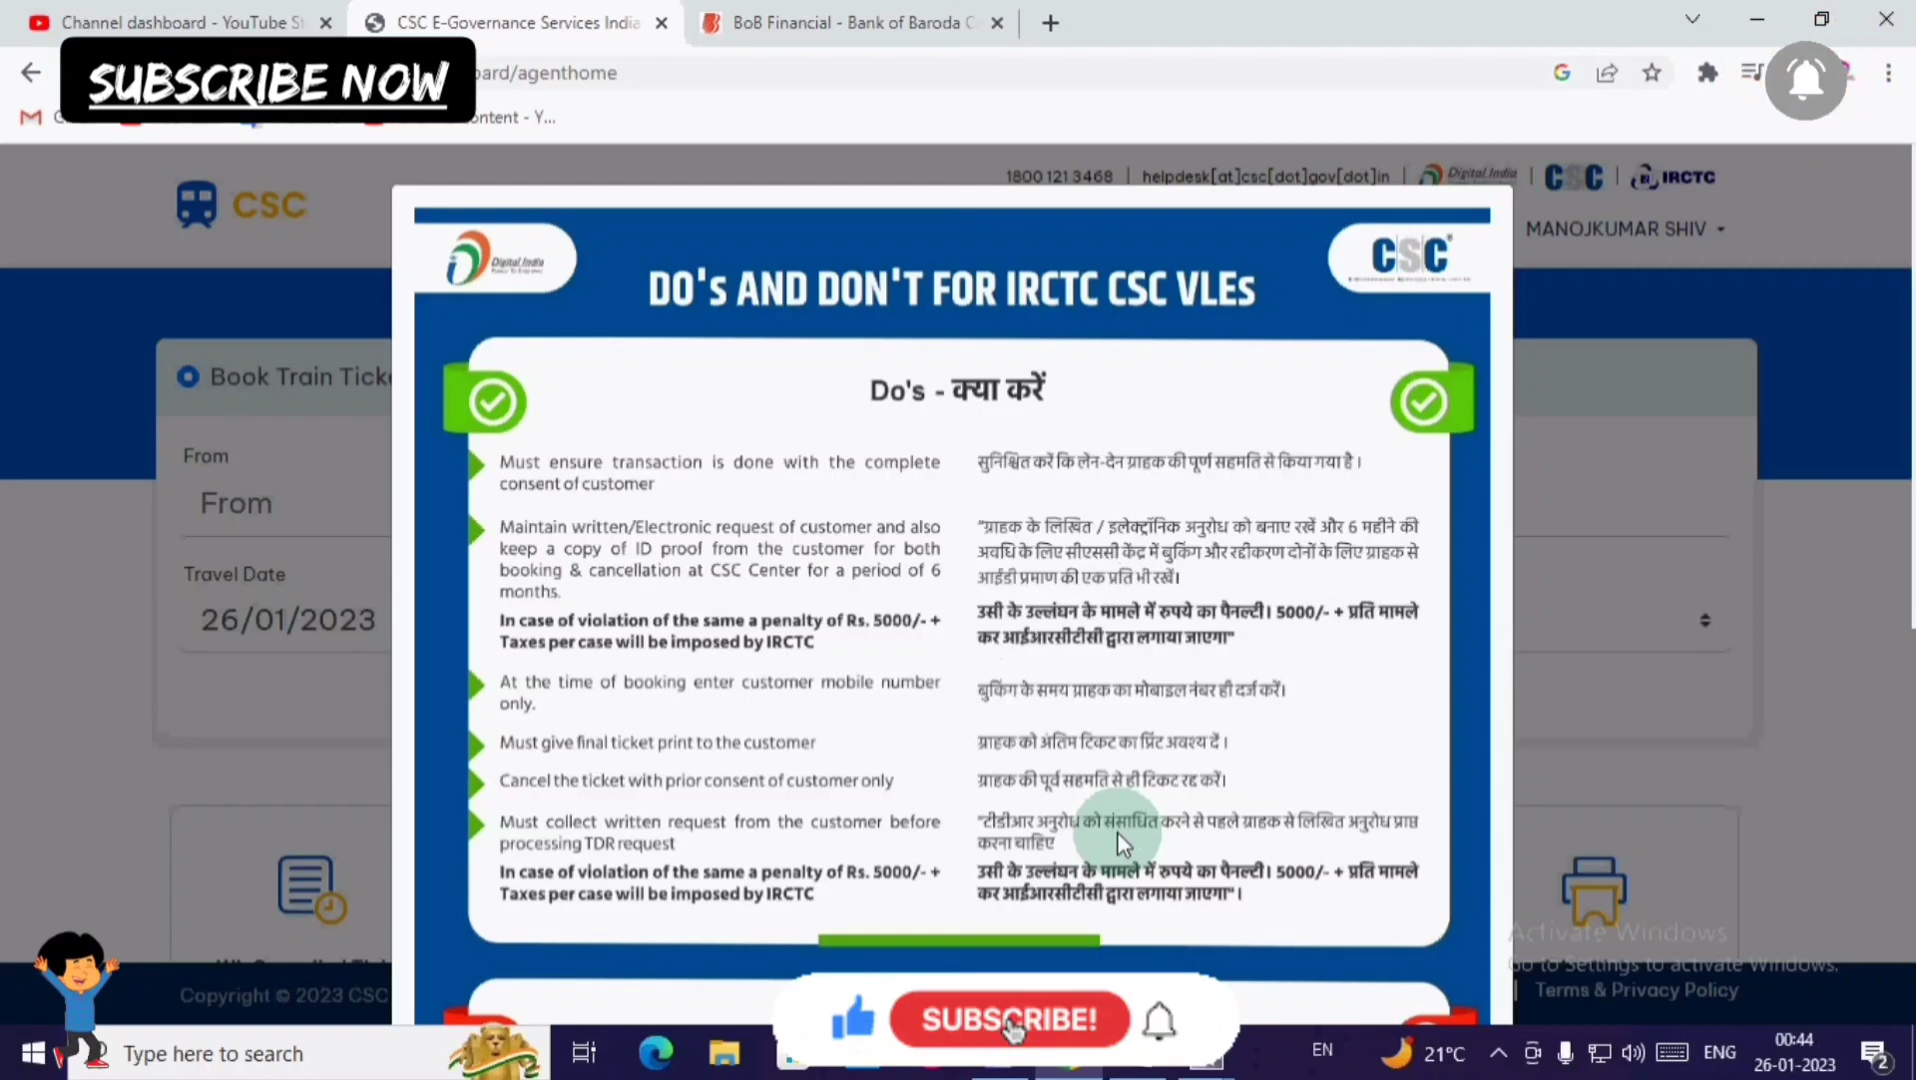 Channel dashboard - YouTube St
CSC E-Governance Services India
BoB Financial - Bank of Baroda C
SUBSCRIBE NOW
oard/agenthome
ontent - Y...
1800 121 3468 | helpdesk[at]csc[dot]gov[dot]in
Digital India
CSC
IRCTC
CSC
MANOJKUMAR SHIV
Digital India
CSC
DO's AND DON'T FOR IRCTC CSC VLEs
Book Train Ticke
Do's - क्या करें
From
From
Travel Date
26/01/2023
Must ensure transaction is done with the complete
consent of customer
सुनिश्चित करें कि लेन-देन ग्राहक की पूर्ण सहमति से किया गया है।
Maintain written/Electronic request of customer and also
keep a copy of ID proof from the customer for both
booking & cancellation at CSC Center for a period of 6
months.
In case of violation of the same a penalty of Rs. 5000/- +
Taxes per case will be imposed by IRCTC
"ग्राहक के लिखित / इलेक्ट्रॉनिक अनुरोध को बनाए रखें और 6 महीने की
अवधि के लिए सीएससी केंद्र में बुकिंग और रद्दीकरण दोनों के लिए ग्राहक से
आईडी प्रमाण की एक प्रति भी रखें।
उसी के उल्लंघन के मामले में रुपये का पैनल्टी। 5000/- + प्रति मामले
कर आईआरसीटीसी द्वारा लगाया जाएगा"
At the time of booking enter customer mobile number
only.
बुकिंग के समय ग्राहक का मोबाइल नंबर ही दर्ज करें।
Must give final ticket print to the customer
ग्राहक को अंतिम टिकट का प्रिंट अवश्य दें।
Cancel the ticket with prior consent of customer only
ग्राहक की पूर्व सहमति से ही टिकट रद्द करें।
Must collect written request from the customer before
processing TDR request
In case of violation of the same a penalty of Rs. 5000/- +
Taxes per case will be imposed by IRCTC
"टीडीआर अनुरोध को संसाधित करने से पहले ग्राहक से लिखित अनुरोध प्राप्त
करना चाहिए
उसी के उल्लंघन के मामले में रुपये का पैनल्टी। 5000/- + प्रति मामले
कर आईआरसीटीसी द्वारा लगाया जाएगा"।
Activate Windows
Go to Settings to activate Windows.
Copyright © 2023 CSC
| Terms & Privacy Policy
SUBSCRIBE!
Type here to search
EN
21°C
ENG
00:44
26-01-2023
2